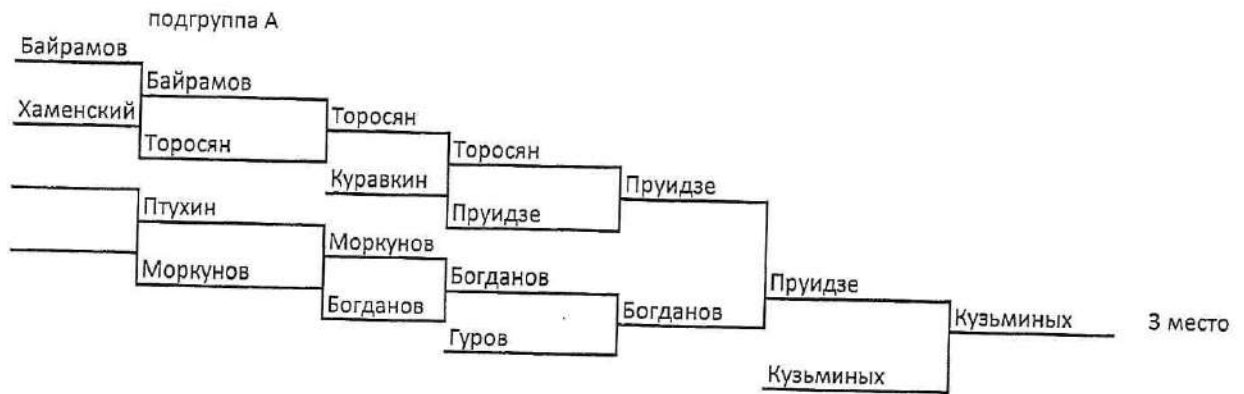 подгруппа А
Байрамов
Байрамов
Хаменский
Торосян
Торосян
Торосян
Куравкин
Пруидзе
Пруидзе
Птухин
Моркунов
Моркунов
Богданов
Пруидзе
Богданов
Богданов
Кузьминых
3 место
Гуров
Кузьминых